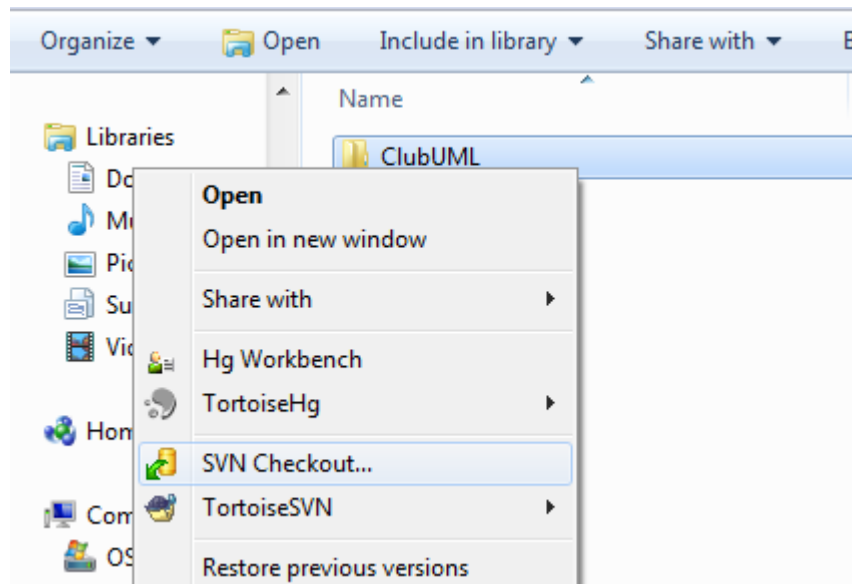 Organize Open Include in library Share with
Name
Libraries
ClubUML
Open
Open in new window
Share with
Hg Workbench
TortoiseHg
SVN Checkout...
TortoiseSVN
Restore previous versions